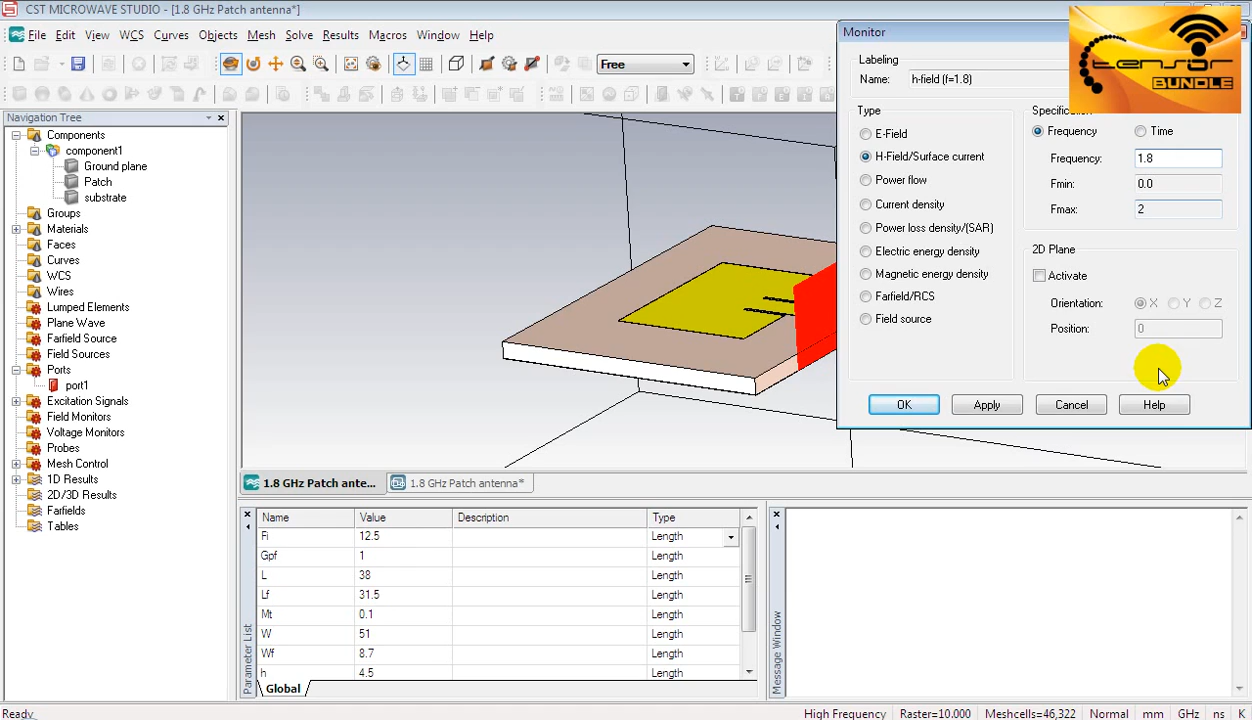 CST MICROWAVE STUDIO - [1.8 GHz Patch antenna*]
File Edit View WCS Curves Objects Mesh Solve Results Macros Window Help
Free
Navigation Tree
Components
component1
Ground plane
Patch
substrate
Groups
Materials
Faces
Curves
WCS
Wires
Lumped Elements
Plane Wave
Farfield Source
Field Sources
Ports
port1
Excitation Signals
Field Monitors
Voltage Monitors
Probes
Mesh Control
1D Results
2D/3D Results
Farfields
Tables
Monitor
Labeling
Name: h-field (f=1.8)
Type
E-Field
H-Field/Surface current
Power flow
Current density
Power loss density/(SAR)
Electric energy density
Magnetic energy density
Farfield/RCS
Field source
Frequency Time
Frequency: 1.8
Fmin: 0.0
Fmax: 2
2D Plane
Activate
Orientation: X Y Z
Position: 0
OK Apply Cancel Help
tensor
BUNDLE
1.8 GHz Patch ante... 1.8 GHz Patch antenna*
Name Value Description Type
Fi 12.5 Length
Gpf 1 Length
L 38 Length
Lf 31.5 Length
Mt 0.1 Length
W 51 Length
Wf 8.7 Length
h 4.5 Length
Global
Parameter List
Message Window
Ready High Frequency Raster=10.000 Meshcells=46,322 Normal mm GHz ns K